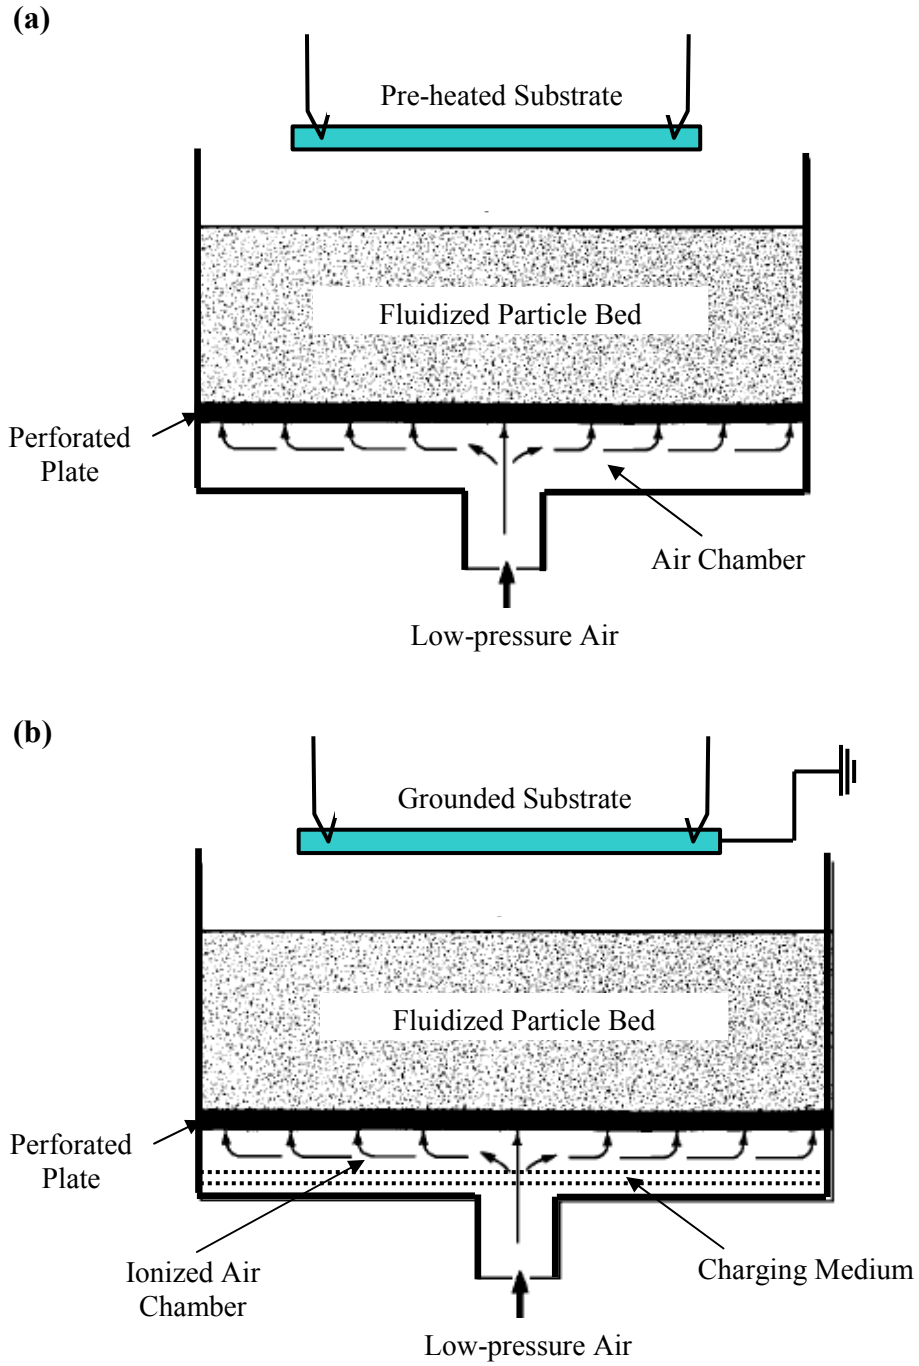 (a)
Pre-heated Substrate
Fluidized Particle Bed
Perforated
Plate
Air Chamber
Low-pressure Air
(b)
Grounded Substrate
Fluidized Particle Bed
Perforated
Plate
Ionized Air
Chamber
Charging Medium
Low-pressure Air